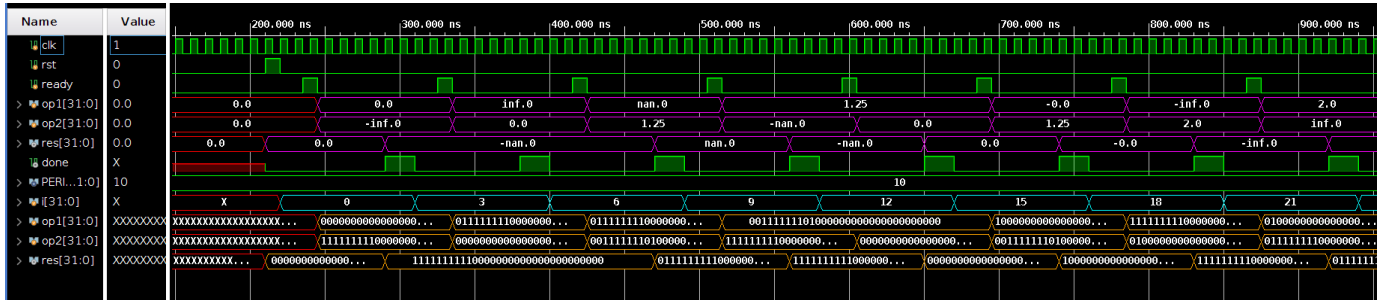 Name Value 200.000 ns 300.000 ns 400.000 ns 500.000 ns 600.000 ns 700.000 ns 800.000 ns 900.000 ns
clk 1
rst 0
ready 0
op1[31:0] 0.0 0.0 0.0 inf.0 nan.0 1.25 -0.0 -inf.0 2.0
op2[31:0] 0.0 0.0 -inf.0 0.0 1.25 -nan.0 0.0 1.25 2.0 inf.0
res[31:0] 0.0 0.0 0.0 -nan.0 nan.0 -nan.0 0.0 -0.0 -inf.0
done X
PERI...1:0] 10 10
i[31:0] X X 0 3 6 9 12 15 18 21
op1[31:0] XXXXXXXX XXXXXXXXXXXXXXXXXX... 0000000000000000... 0111111110000000... 0111111111000000... 00111111101000000000000000000000 1000000000000000... 1111111110000000... 0100000000000000...
op2[31:0] XXXXXXXX XXXXXXXXXXXXXXXXXX... 1111111110000000... 0000000000000000... 0011111110100000... 1111111111000000... 0000000000000000... 0011111110100000... 0100000000000000... 0111111110000000...
res[31:0] XXXXXXXX XXXXXXXXXX... 0000000000000... 11111111110000000000000000000000 0111111111000000... 1111111111000000... 0000000000000000... 1000000000000000... 1111111110000000... 0111111